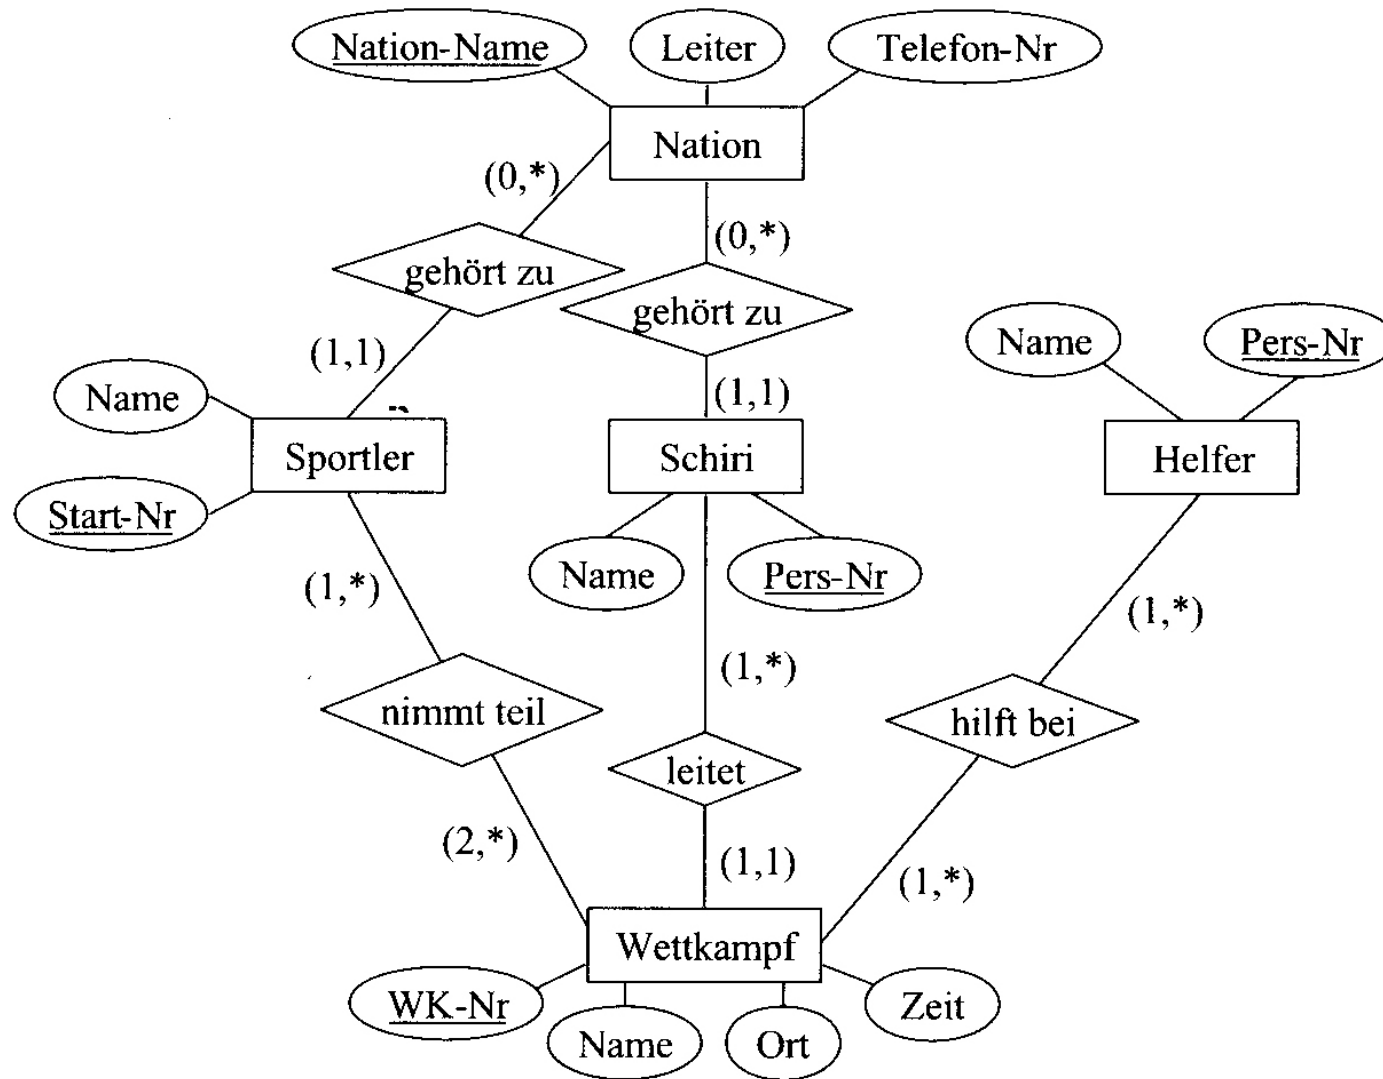 Nation-Name
Leiter
Telefon-Nr
Nation
(0,*)
(0,*)
gehört zu
gehört zu
(1,1)
(1,1)
Name
Pers-Nr
Name
Sportler
Schiri
Helfer
Start-Nr
Name
Pers-Nr
(1,*)
(1,*)
(1,*)
nimmt teil
leitet
hilft bei
(2,*)
(1,1)
(1,*)
Wettkampf
WK-Nr
Name
Ort
Zeit